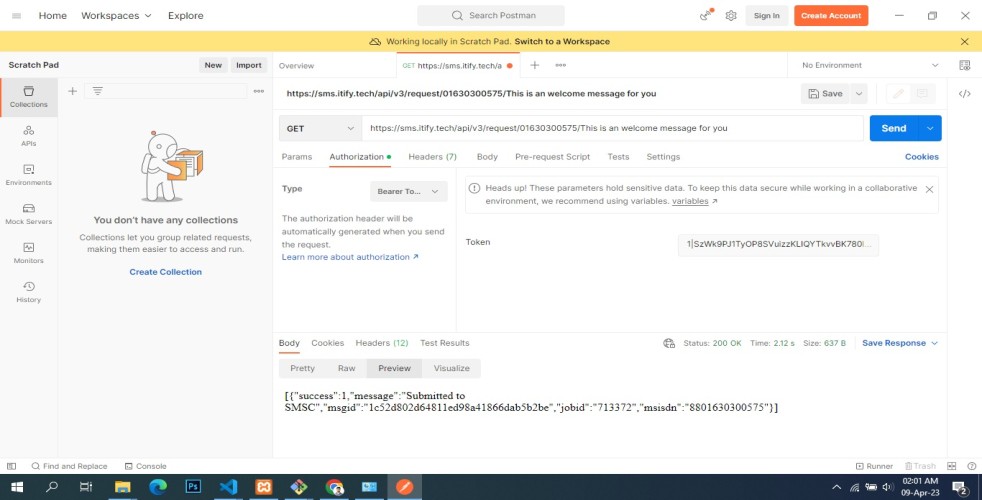 Home
Workspaces
Explore
Search Postman
Sign In
Create Account
Working locally in Scratch Pad. Switch to a Workspace
Scratch Pad
New
Import
Overview
GET https://sms.itify.tech/a
No Environment
Collections
APIs
Environments
Mock Servers
Monitors
History
You don't have any collections
Collections let you group related requests,
making them easier to access and run.
Create Collection
https://sms.itify.tech/api/v3/request/01630300575/This is an welcome message for you
Save
GET
https://sms.itify.tech/api/v3/request/01630300575/This is an welcome message for you
Send
Params
Authorization
Headers (7)
Body
Pre-request Script
Tests
Settings
Cookies
Type
Bearer To...
The authorization header will be
automatically generated when you send
the request.
Learn more about authorization ↗
Heads up! These parameters hold sensitive data. To keep this data secure while working in a collaborative
environment, we recommend using variables. variables ↗
Token
Body
Cookies
Headers (12)
Test Results
Status: 200 OK
Time: 2.12 s
Size: 637 B
Save Response
Pretty
Raw
Preview
Visualize
[{"success":1,"message":"Submitted to
SMSC","msgid":"1c52d802d64811ed98a41866dab5b2be","jobid":"713372","msisdn":"8801630300575"}]
Find and Replace
Console
Runner
Trash
02:01 AM
09-Apr-23
2